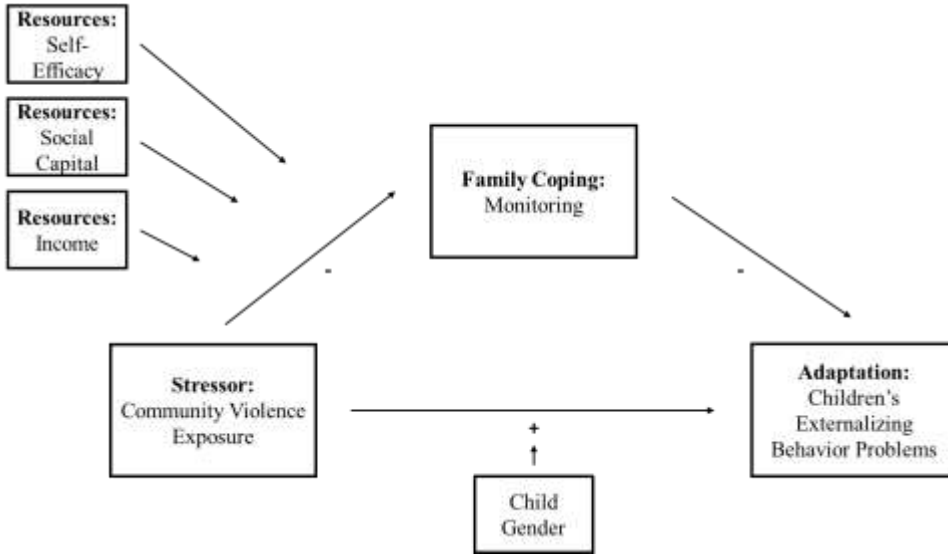 Resources:
Self-
Efficacy
Resources:
Social
Capital
Resources:
Income
Family Coping:
Monitoring
-
-
Stressor:
Community Violence
Exposure
+
Adaptation:
Children's
Externalizing
Behavior Problems
Child
Gender